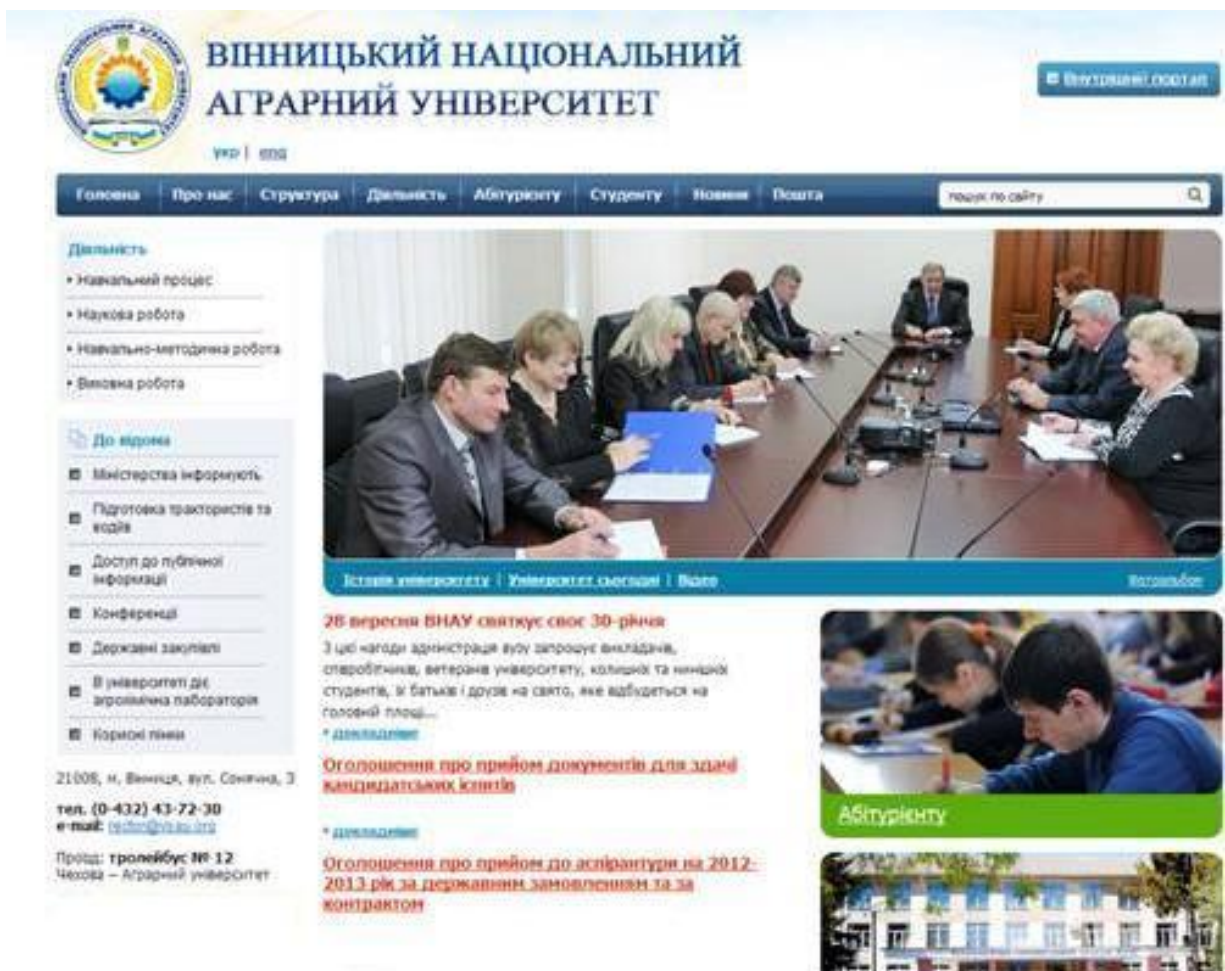 ВІННИЦЬКИЙ НАЦІОНАЛЬНИЙ
АГРАРНИЙ УНІВЕРСИТЕТ
укр | eng
Внутрішній портал
Головна Про нас Структура Діяльність Абітурієнту Студенту Новини Пошта
пошук по сайту
Діяльність
Навчальний процес
Наукова робота
Навчально-методична робота
Виховна робота
До відома
Міністерства інформують
Підготовка трактористів та
водіїв
Доступ до публічної
інформації
Конференції
Державні закупівлі
В університеті діє
агрохімічна лабораторія
Корисні лінки
21008, м. Вінниця, вул. Сонячна, 3
тел. (0-432) 43-72-30
e-mail: rector@vsau.org
Проїзд: тролейбус № 12
Чехова – Аграрний університет
Історія університету | Університет сьогодні | Відео
Фотоальбом
28 вересня ВНАУ святкує своє 30-річчя
З цієї нагоди адміністрація вузу запрошує викладачів,
співробітників, ветеранів університету, колишніх та нинішніх
студентів, їх батьків і друзів на свято, яке відбудеться на
головній площі...
докладніше
Оголошення про прийом документів для здачі
кандидатських іспитів
докладніше
Оголошення про прийом до аспірантури на 2012-
2013 рік за державним замовленням та за
контрактом
Абітурієнту